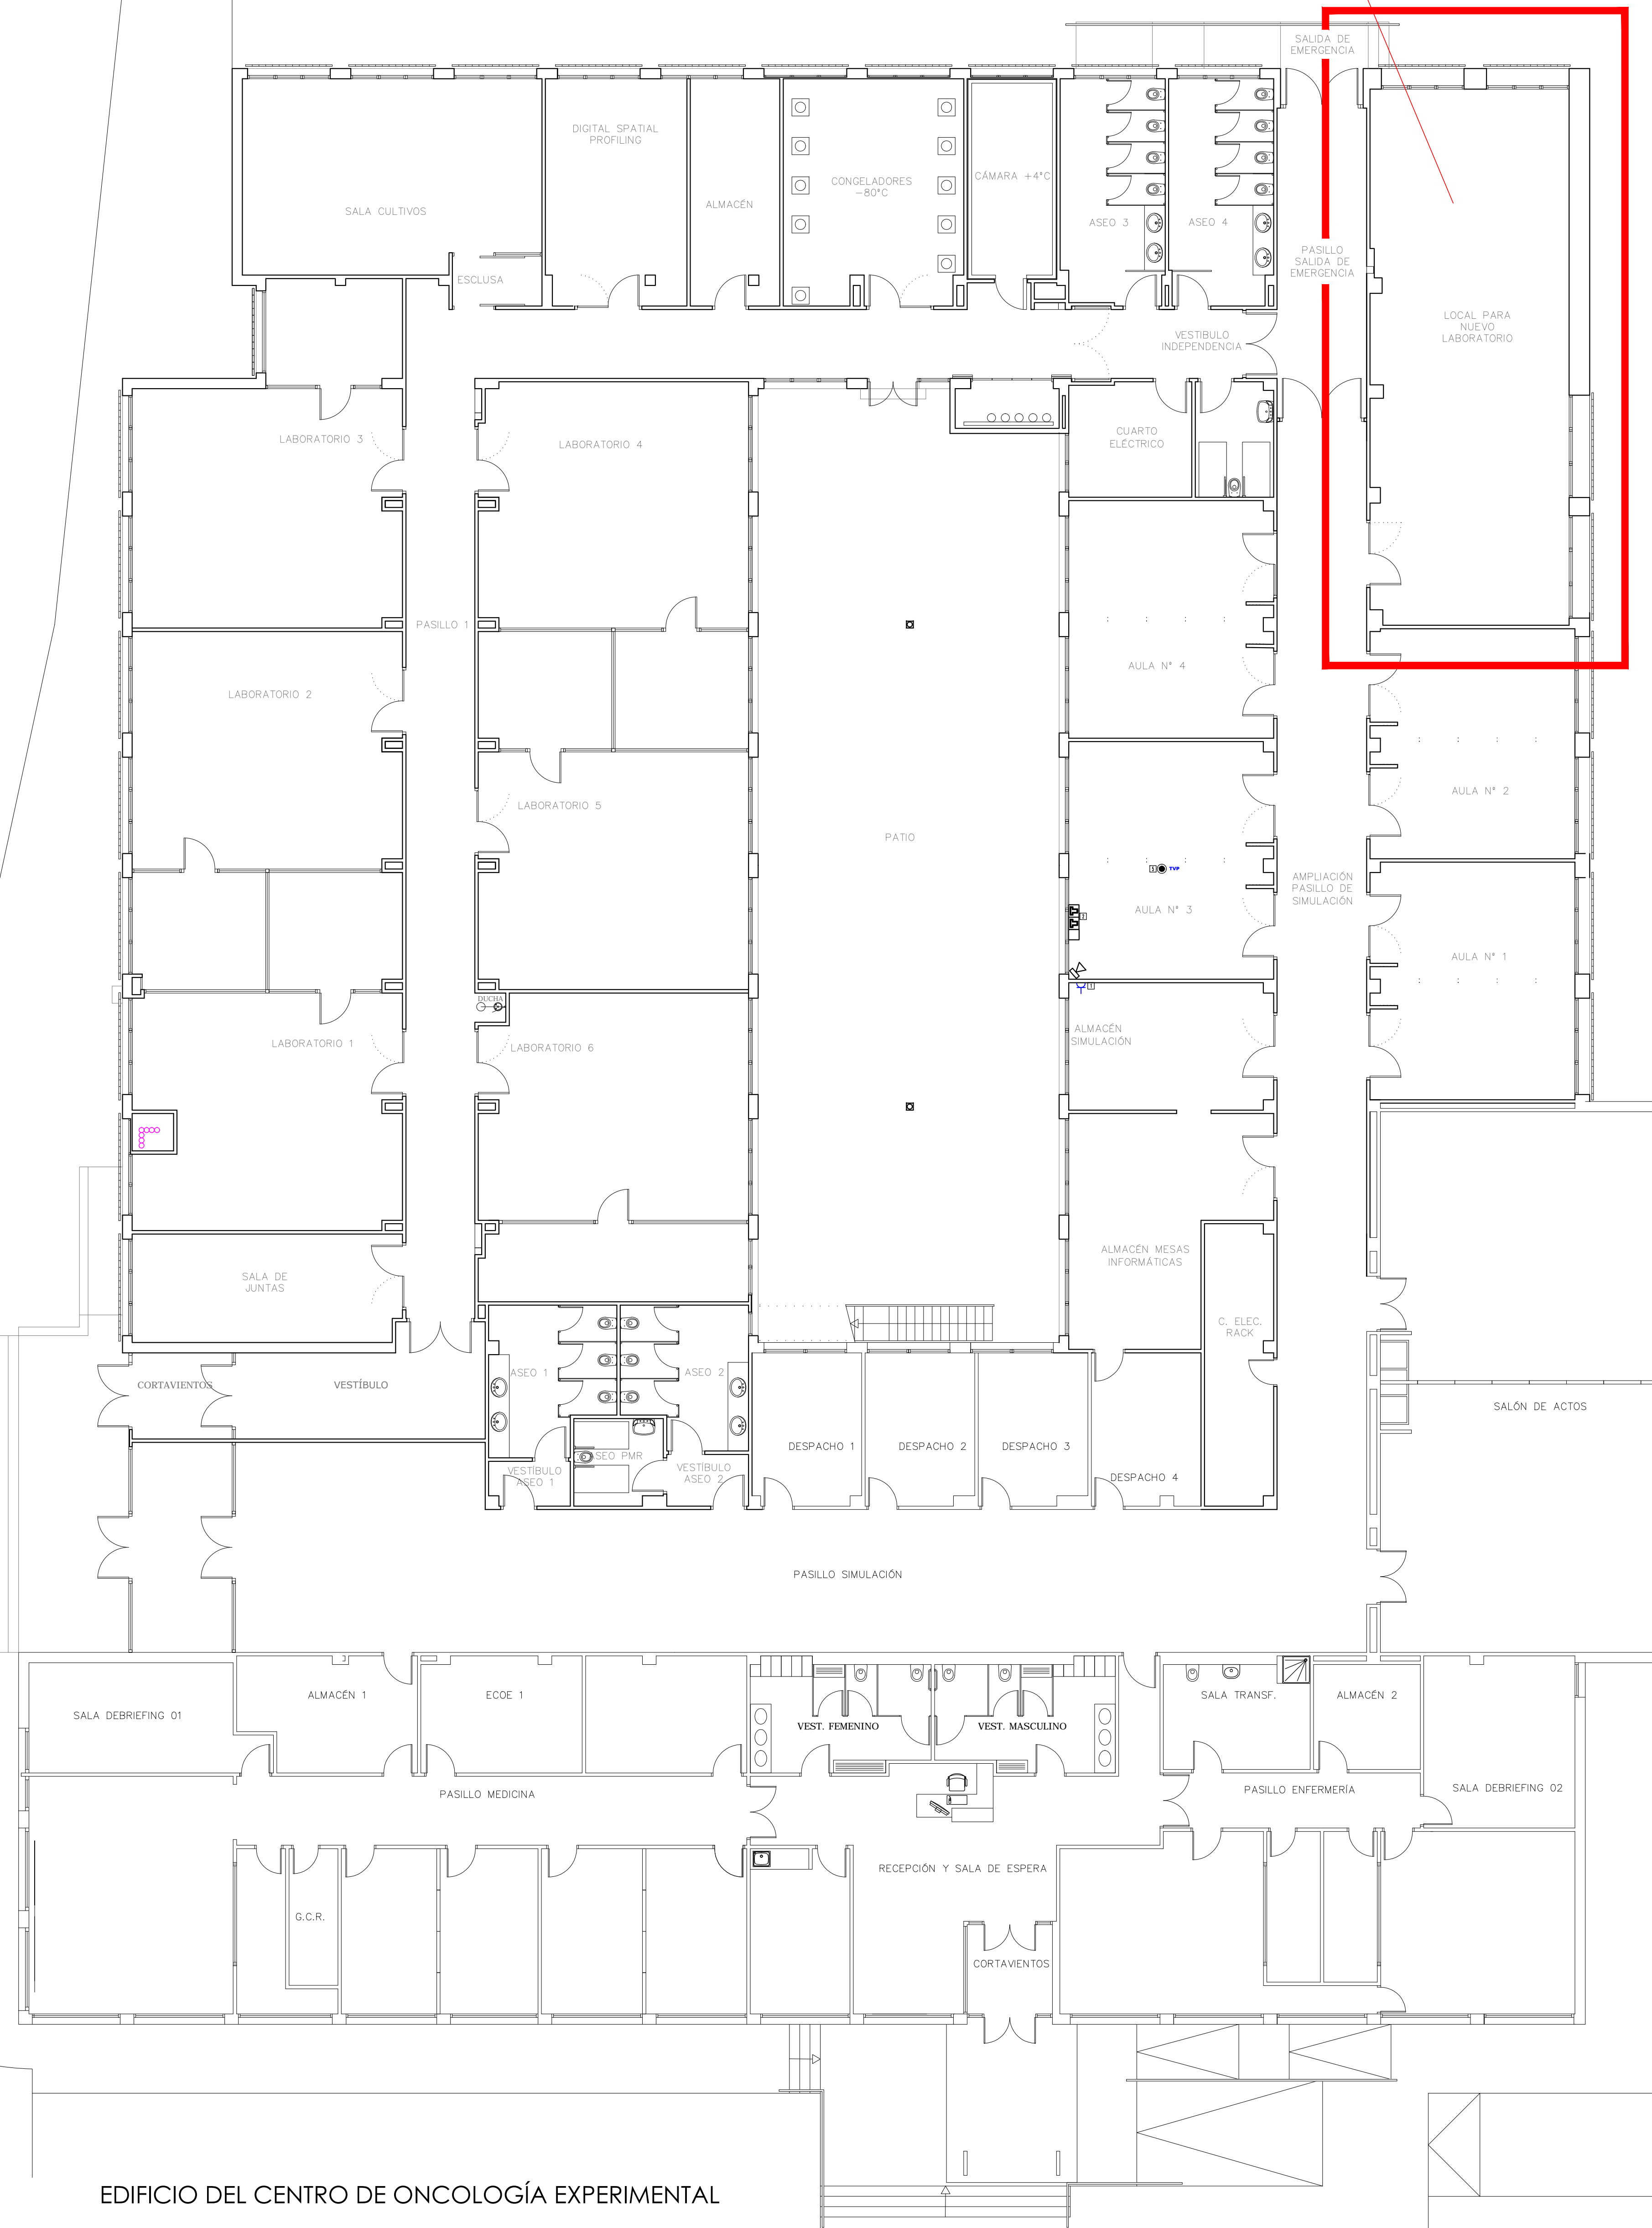 SALIDA DE
EMERGENCIA
DIGITAL SPATIAL
PROFILING
CONGELADORES
-80°C
CÁMARA +4°C
ALMACÉN
SALA CULTIVOS
ASEO 3
ASEO 4
ESCLUSA
PASILLO
SALIDA DE
EMERGENCIA
LOCAL PARA
NUEVO
LABORATORIO
VESTIBULO
INDEPENDENCIA
LABORATORIO 3
LABORATORIO 4
CUARTO
ELÉCTRICO
PASILLO 1
AULA Nº 4
LABORATORIO 2
LABORATORIO 5
AULA Nº 2
PATIO
TVP
AMPLIACIÓN
PASILLO DE
SIMULACIÓN
AULA Nº 3
AULA Nº 1
DUCHA
LABORATORIO 1
LABORATORIO 6
ALMACÉN
SIMULACIÓN
SALA DE
JUNTAS
ALMACÉN MESAS
INFORMÁTICAS
C. ELEC.
RACK
CORTAVIENTOS
VESTÍBULO
ASEO 1
ASEO 2
SALÓN DE ACTOS
DESPACHO 1
DESPACHO 2
DESPACHO 3
DESPACHO 4
ASEO PMR
VESTÍBULO
ASEO 1
VESTÍBULO
ASEO 2
PASILLO SIMULACIÓN
SALA DEBRIEFING 01
ALMACÉN 1
ECOE 1
VEST. FEMENINO
VEST. MASCULINO
SALA TRANSF.
ALMACÉN 2
PASILLO MEDICINA
PASILLO ENFERMERÍA
SALA DEBRIEFING 02
RECEPCIÓN Y SALA DE ESPERA
G.C.R.
CORTAVIENTOS
EDIFICIO DEL CENTRO DE ONCOLOGÍA EXPERIMENTAL